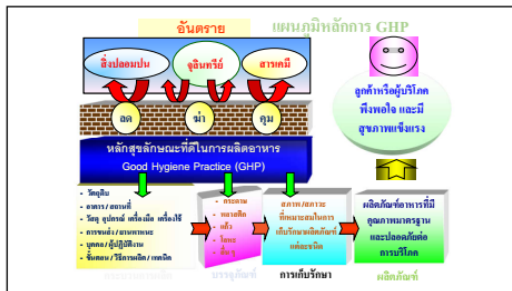 อันตราย
แผนภูมิหลักการ GHP
สิ่งปลอมปน
จุลินทรีย์
สารเคมี
ลด
ฆ่า
คุม
ลูกค้าหรือผู้บริโภค
พึงพอใจ และมี
สุขภาพแข็งแรง
หลักสุขลักษณะที่ดีในการผลิตอาหาร
Good Hygiene Practice (GHP)
- วัตถุดิบ
- อาคาร / สถานที่
- วัสดุ อุปกรณ์ เครื่องมือ เครื่องใช้
- การขนส่ง / ยานพาหนะ
- บุคคล / ผู้ปฏิบัติงาน
- ขั้นตอน / วิธีการผลิต / เทคนิค
- กระดาษ
- พลาสติก
- แก้ว
- โลหะ
- อื่น ๆ
สภาพ / สภาวะ
ที่เหมาะสมในการ
เก็บรักษาผลิตภัณฑ์
แต่ละชนิด
ผลิตภัณฑ์อาหารที่มี
คุณภาพมาตรฐาน
และปลอดภัยต่อ
การบริโภค
บรรจุภัณฑ์
การเก็บรักษา
ผลิตภัณฑ์